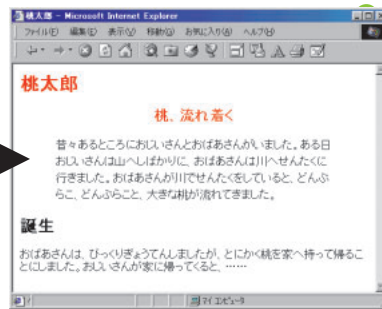 桃太郎 - Microsoft Internet Explorer
ファイル(F) 編集(E) 表示(V) 移動(G) お気に入り(A) ヘルプ(H)
桃太郎
桃、流れ着く
昔々あるところにおじいさんとおばあさんがいました。ある日
おじいさんは山へしばかりに、おばあさんは川へせんたくに
行きました。おばあさんが川でせんたくをしていると、どんぶ
らこ、どんぶらこと、大きな桃が流れてきました。
誕生
おばあさんは、びっくりぎょうてんしましたが、とにかく桃を家へ持って帰るこ
とにしました。おじいさんが家に帰ってくると、……
マイ コンピュータ